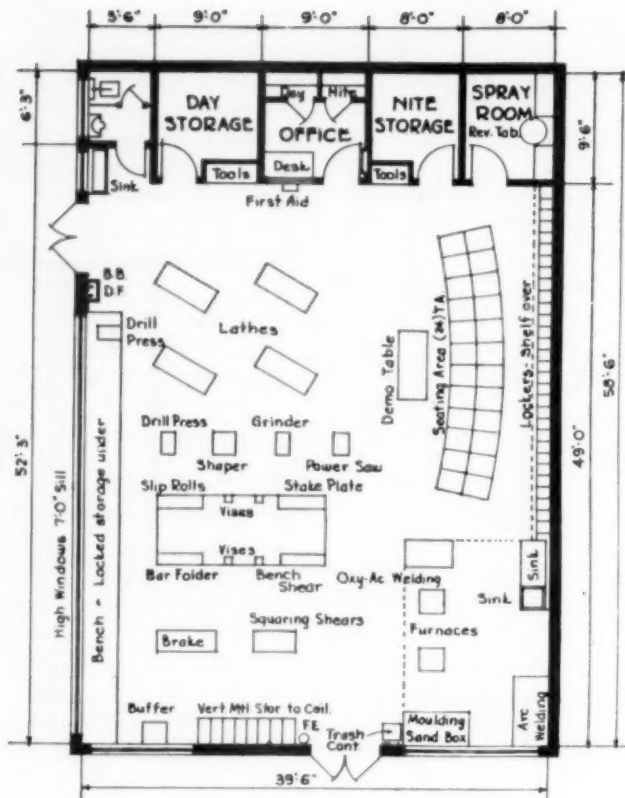 5'-6" 9'-0" 9'-0" 8'-0" 8'-0"
6'-3"
DAY
STORAGE
Day Nite
OFFICE
Desk
NITE
STORAGE
SPRAY
ROOM
Rev. Tab.
9'-6"
Sink
Tools
Tools
First Aid
B.B.
D.F.
Drill
Press
Lathes
Demo Table
Seating Area (26) TA
Lockers- Shelf over
58'-6"
49'-0"
52'-3"
High Windows 7'-0" Sill
Bench - Locked storage under
Drill Press
Grinder
Shaper
Power Saw
Slip Rolls
Stake Plate
Vises
Vises
Bar Folder
Bench
Shear
Oxy-Ac. Welding
Sink
Sink
Furnaces
Squaring Shears
Brake
Buffer
Vert Mtl Stor to Ceil.
F.E.
Trash
Cont.
Moulding
Sand Box
Arc
Welding
39'-6"